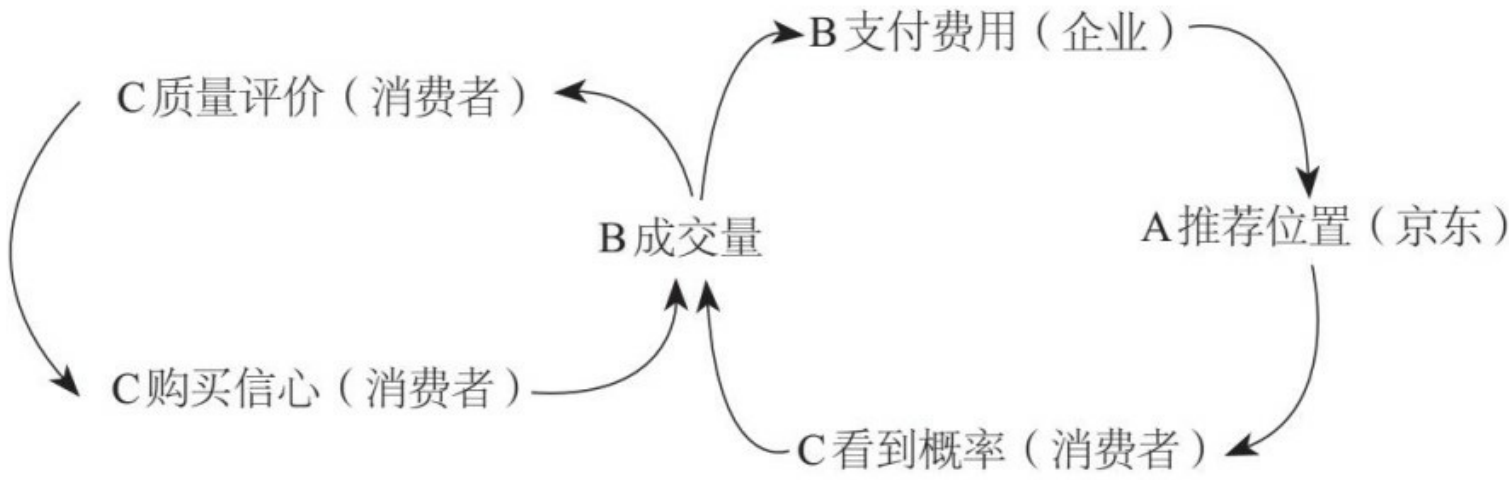 B支付费用（企业）
C质量评价（消费者）
B成交量
A推荐位置（京东）
C购买信心（消费者）
C看到概率（消费者）